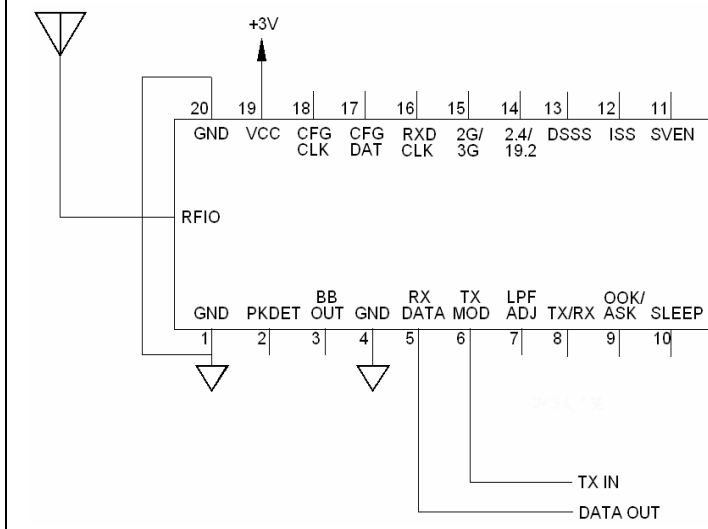 +3V
20 19 18 17 16 15 14 13 12 11
GND VCC CFG CLK CFG DAT RXD CLK 2G/ 3G 2.4/ 19.2 DSSS ISS SVEN
RFIO
GND PKDET BB OUT GND RX DATA TX MOD LPF ADJ TX/RX OOK/ ASK SLEEP
1 2 3 4 5 6 7 8 9 10
TX IN
DATA OUT